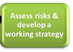 Assess risks &
develop a
working strategy